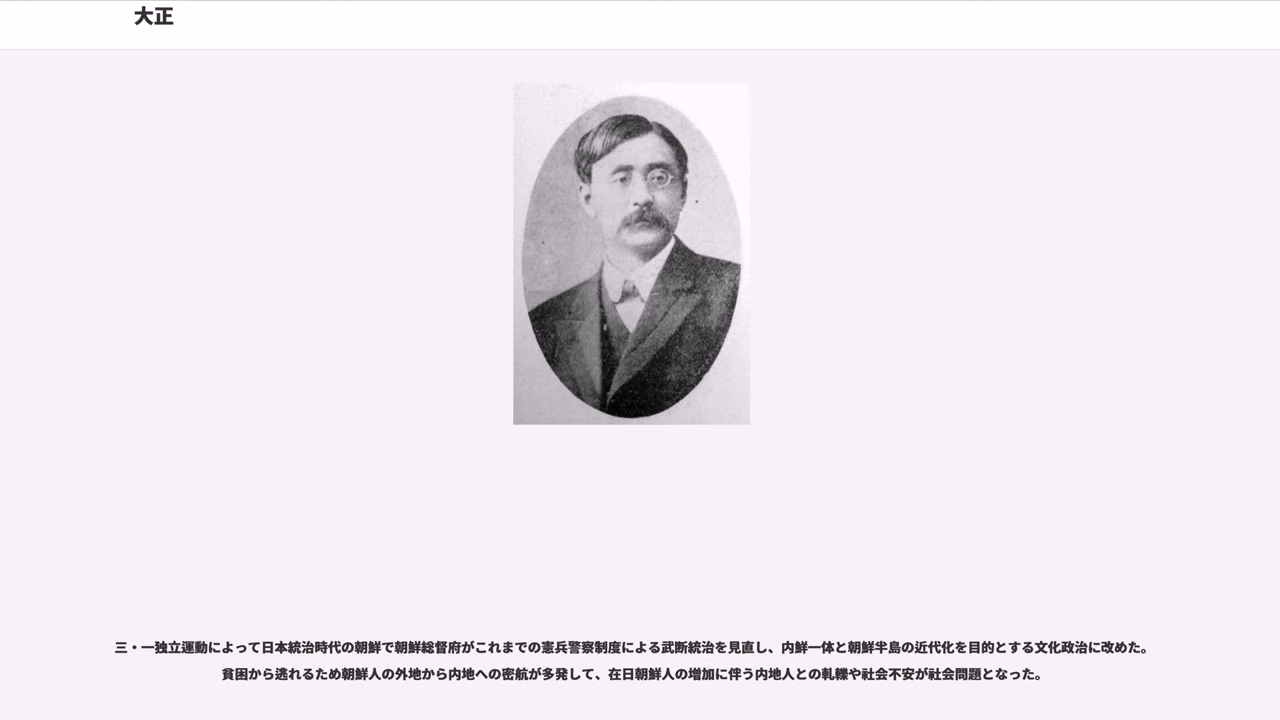 大正
三・一独立運動によって日本統治時代の朝鮮で朝鮮総督府がこれまでの憲兵警察制度による武断統治を見直し、内鮮一体と朝鮮半島の近代化を目的とする文化政治に改めた。
貧困から逃れるため朝鮮人の外地から内地への密航が多発して、在日朝鮮人の増加に伴う内地人との軋轢や社会不安が社会問題となった。